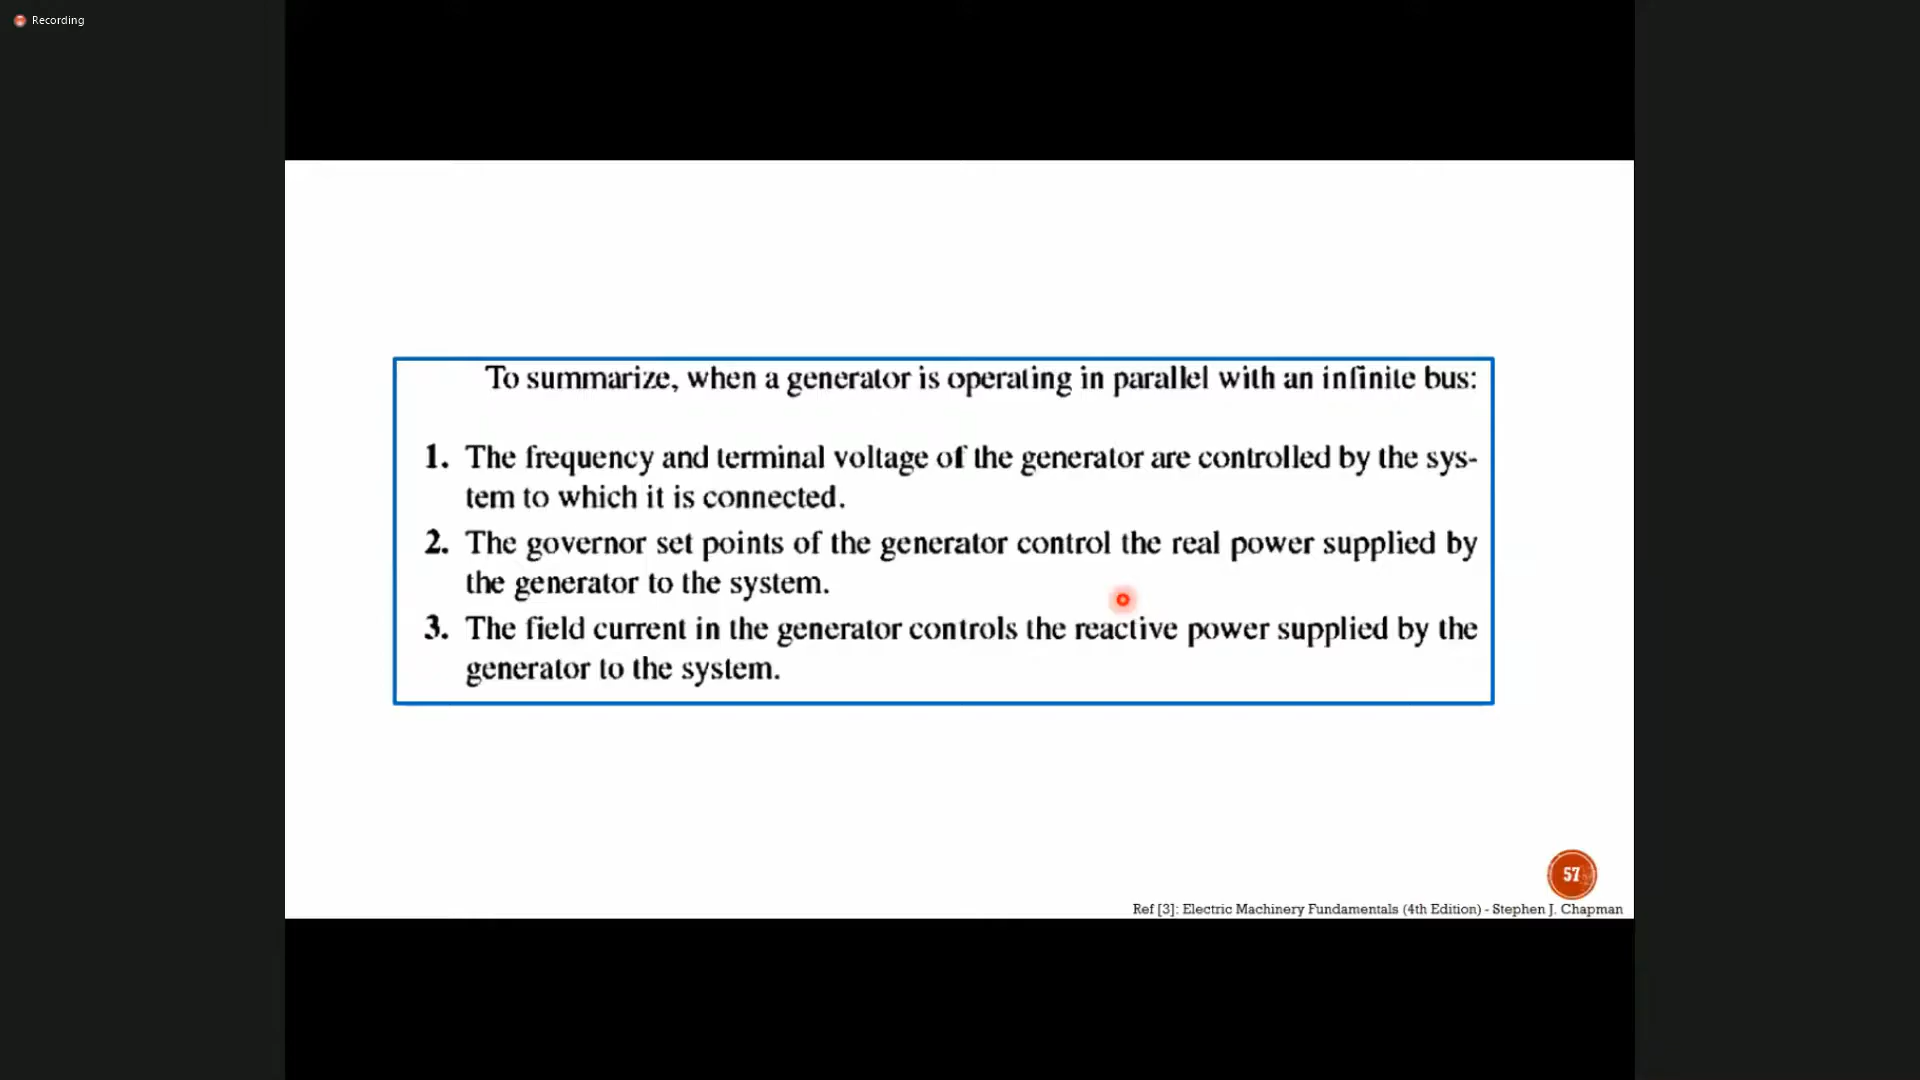 Recording
To summarize, when a generator is operating in parallel with an infinite bus:
1. The frequency and terminal voltage of the generator are controlled by the sys-
tem to which it is connected.
2. The governor set points of the generator control the real power supplied by
the generator to the system.
3. The field current in the generator controls the reactive power supplied by the
generator to the system.
57
Ref [3]: Electric Machinery Fundamentals (4th Edition) - Stephen J. Chapman